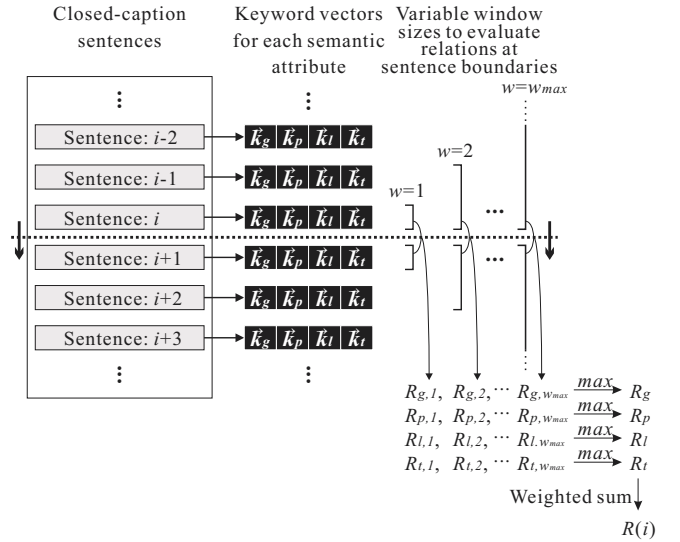 Closed-caption
sentences
Keyword vectors
for each semantic
attribute
Variable window
sizes to evaluate
relations at
sentence boundaries
w=wmax
Sentence: i-2
kg kp kl kt
w=2
Sentence: i-1
kg kp kl kt
w=1
Sentence: i
kg kp kl kt
Sentence: i+1
kg kp kl kt
Sentence: i+2
kg kp kl kt
Sentence: i+3
kg kp kl kt
Rg,1, Rg,2, ··· Rg,wmax max Rg
Rp,1, Rp,2, ··· Rp,wmax max Rp
Rl,1, Rl,2, ··· Rl.wmax max Rl
Rt,1, Rt,2, ··· Rt,wmax max Rt
Weighted sum
R(i)